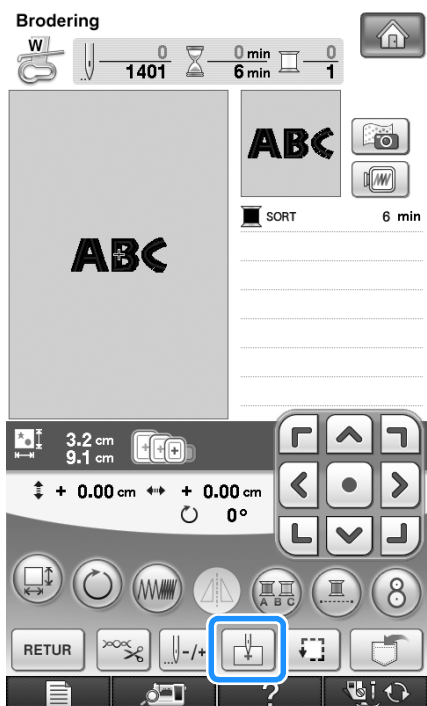 Brodering
W
0 0 min 0
1401 6 min 1
ABC
SORT 6 min
ABC
3.2 cm
9.1 cm
+ 0.00 cm + 0.00 cm
0°
A B C
8
RETUR -/+
?